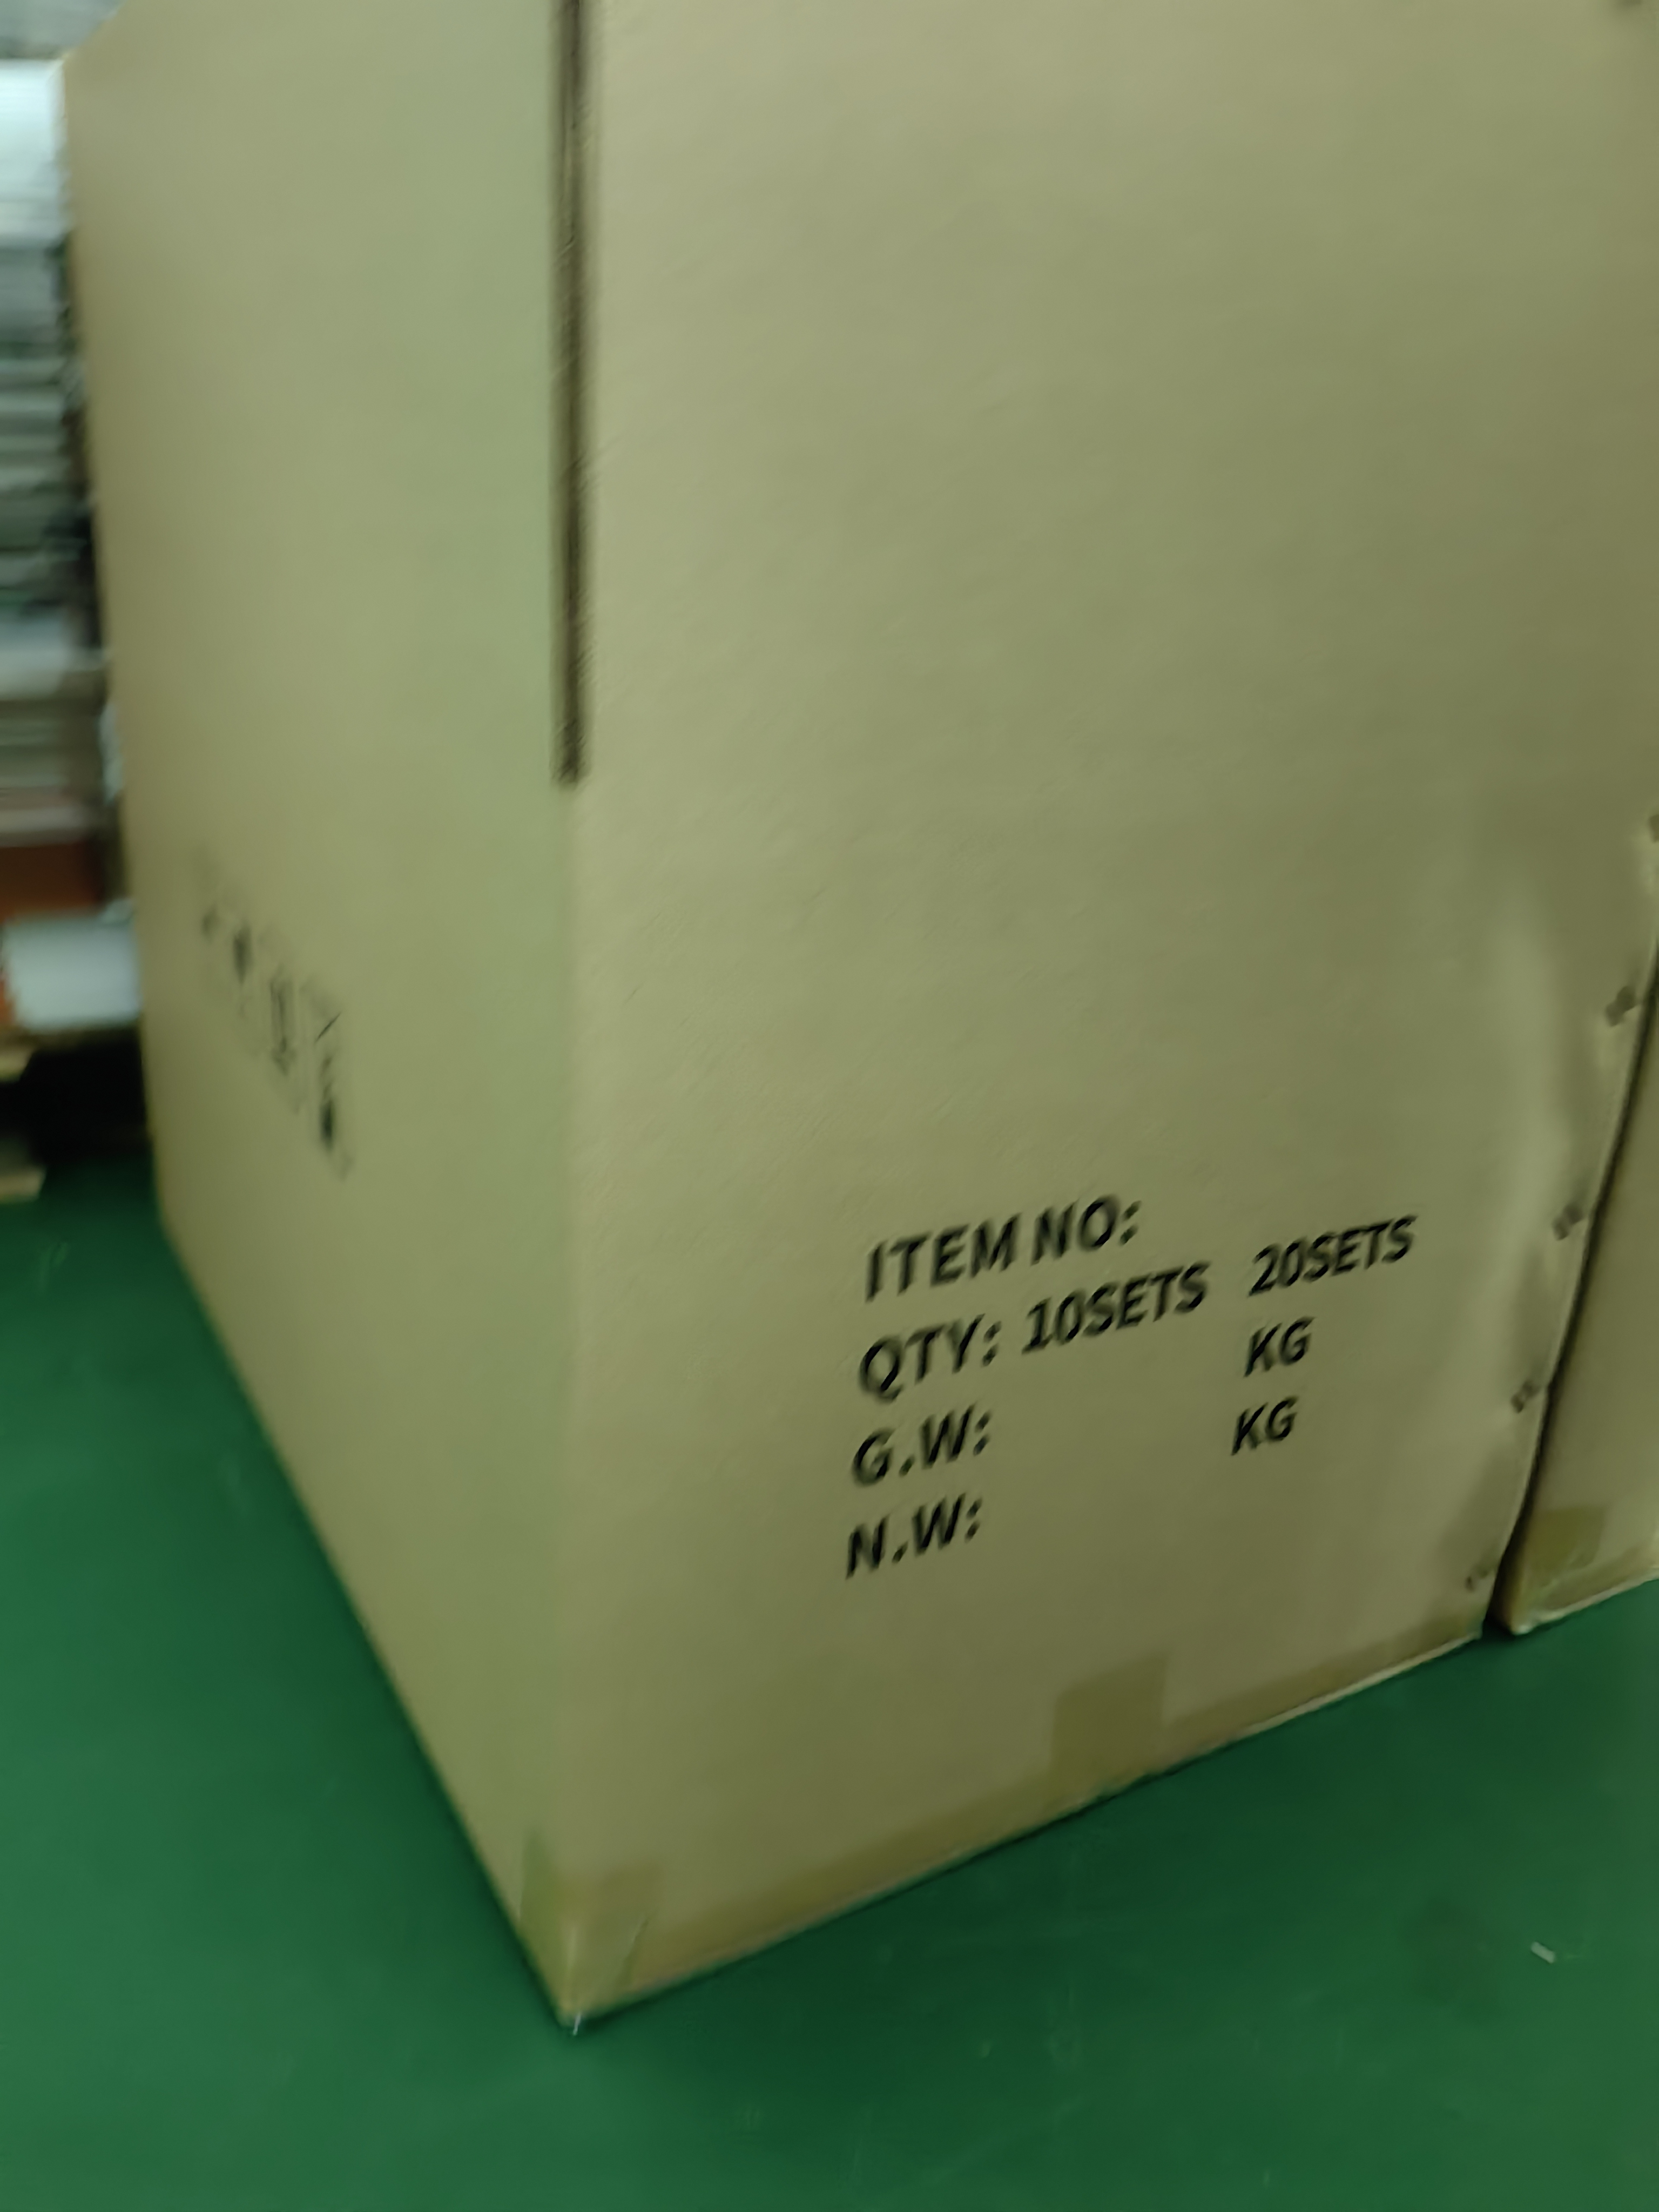 ITEM NO:
QTY: 10SETS 20SETS
G.W: KG
N.W: KG